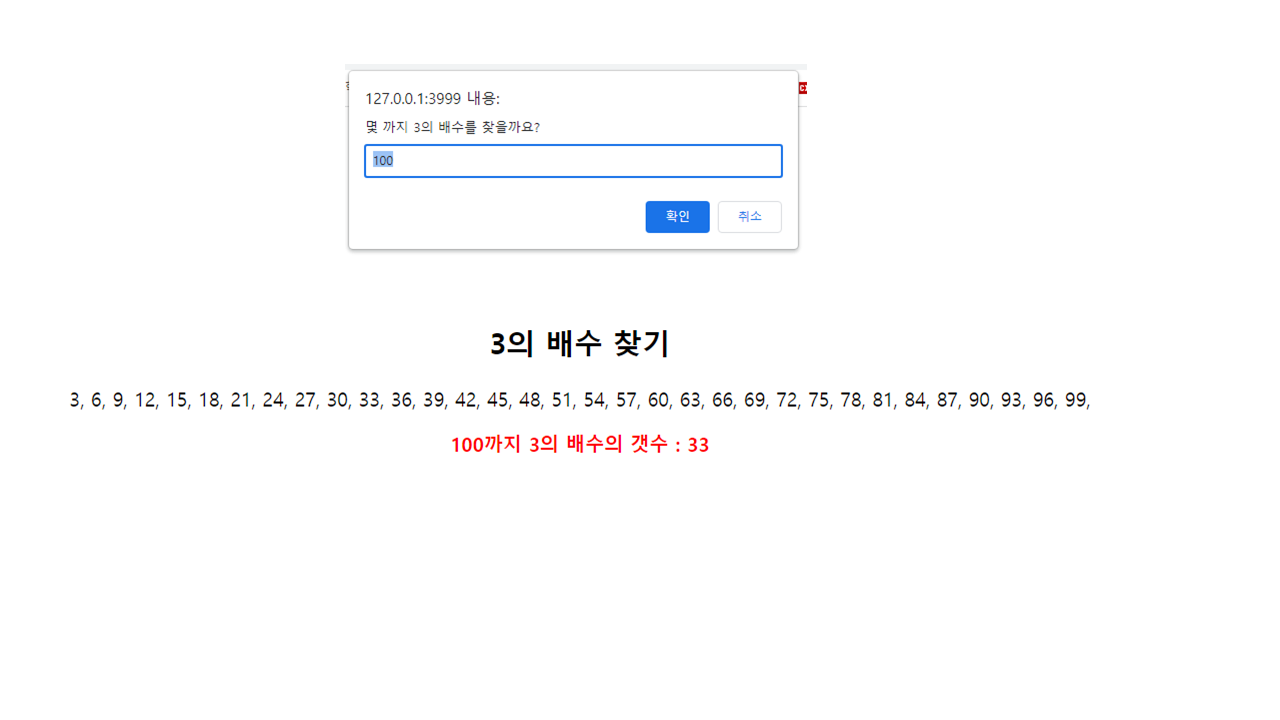 127.0.0.1:3999 내용:
몇 까지 3의 배수를 찾을까요?
100
확인 취소
3의 배수 찾기
3, 6, 9, 12, 15, 18, 21, 24, 27, 30, 33, 36, 39, 42, 45, 48, 51, 54, 57, 60, 63, 66, 69, 72, 75, 78, 81, 84, 87, 90, 93, 96, 99,
100까지 3의 배수의 갯수 : 33